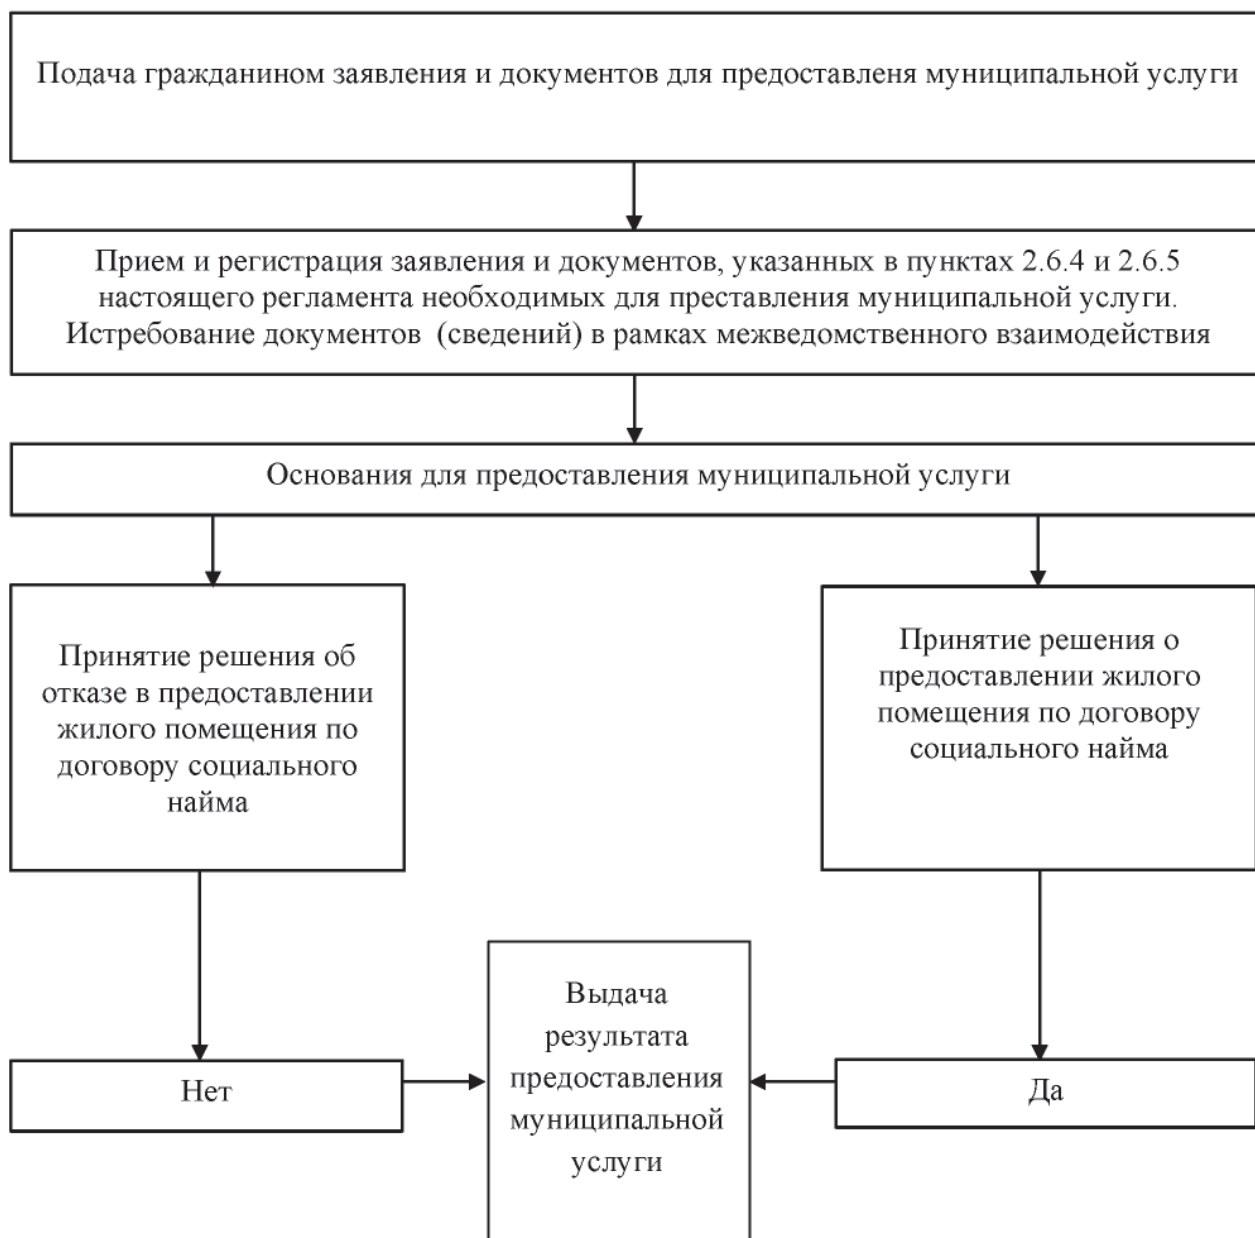 Подача гражданином заявления и документов для предоставленя муниципальной услуги
Прием и регистрация заявления и документов, указанных в пунктах 2.6.4 и 2.6.5
настоящего регламента необходимых для преставления муниципальной услуги.
Истребование документов (сведений) в рамках межведомственного взаимодействия
Основания для предоставления муниципальной услуги
Принятие решения об
отказе в предоставлении
жилого помещения по
договору социального
найма
Принятие решения о
предоставлении жилого
помещения по договору
социального найма
Нет
Выдача
результата
предоставления
муниципальной
услуги
Да